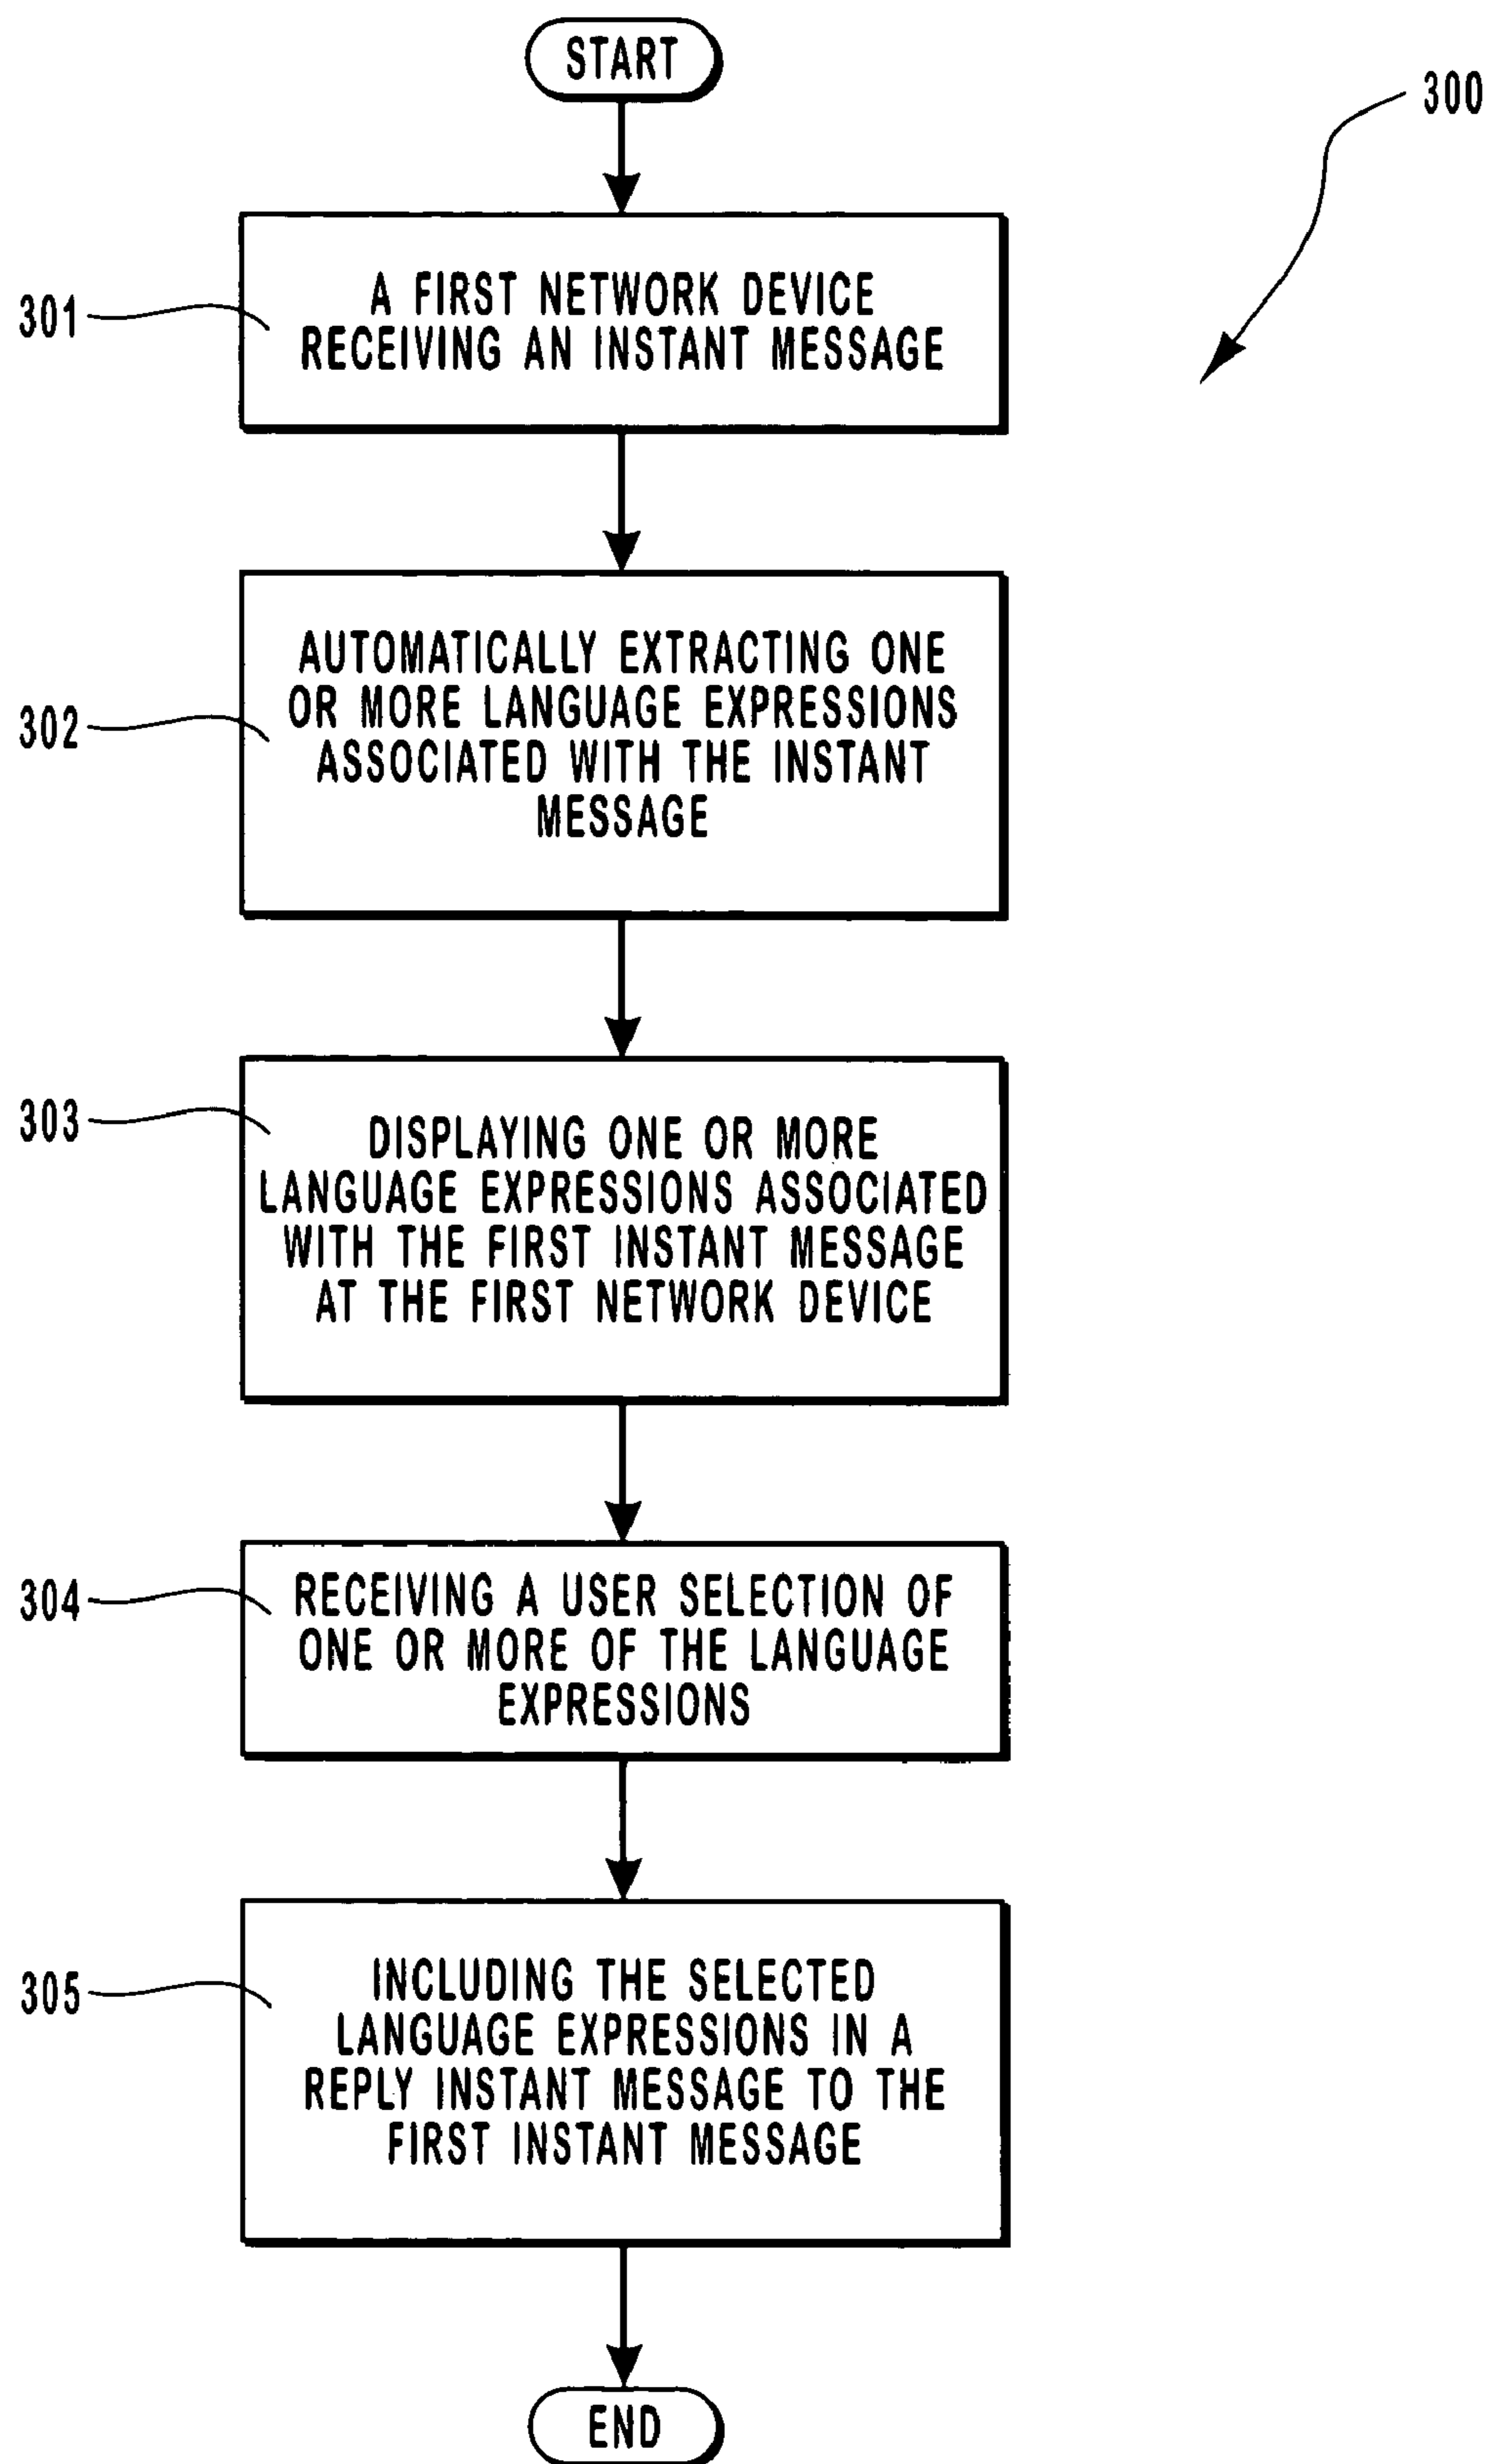 START
300
301
A FIRST NETWORK DEVICE
RECEIVING AN INSTANT MESSAGE
302
AUTOMATICALLY EXTRACTING ONE
OR MORE LANGUAGE EXPRESSIONS
ASSOCIATED WITH THE INSTANT
MESSAGE
303
DISPLAYING ONE OR MORE
LANGUAGE EXPRESSIONS ASSOCIATED
WITH THE FIRST INSTANT MESSAGE
AT THE FIRST NETWORK DEVICE
304
RECEIVING A USER SELECTION OF
ONE OR MORE OF THE LANGUAGE
EXPRESSIONS
305
INCLUDING THE SELECTED
LANGUAGE EXPRESSIONS IN A
REPLY INSTANT MESSAGE TO THE
FIRST INSTANT MESSAGE
END